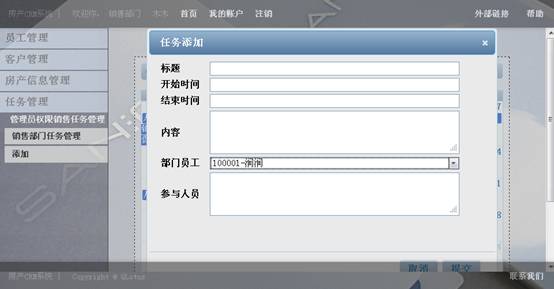 房产CRM系统 | 欢迎你, 销售部门 木木 首页 我的账户 注销 外部链接 帮助
员工管理
客户管理
房产信息管理
任务管理
管理员权限销售任务管理
销售部门任务管理
添加
任务添加
标题
开始时间
结束时间
内容
部门员工 100001-润润
参与人员
取消 提交
房产CRM系统 | Copyright © QLotus 联系我们